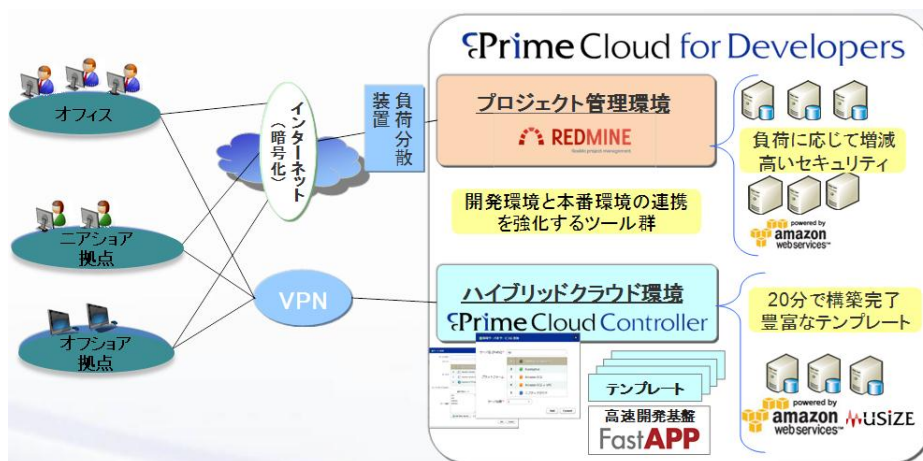 PrimeCloud for Developers
オフィス
ニアショア
拠点
オフショア
拠点
インターネット
（暗号化）
VPN
負荷分散
装置
プロジェクト管理環境
REDMINE
開発環境と本番環境の連携
を強化するツール群
ハイブリッドクラウド環境
PrimeCloud Controller
テンプレート
高速開発基盤
FastAPP
負荷に応じて増減
高いセキュリティ
powered by
amazon
web services™
20分で構築完了
豊富なテンプレート
powered by
amazon
web services™
USiZE